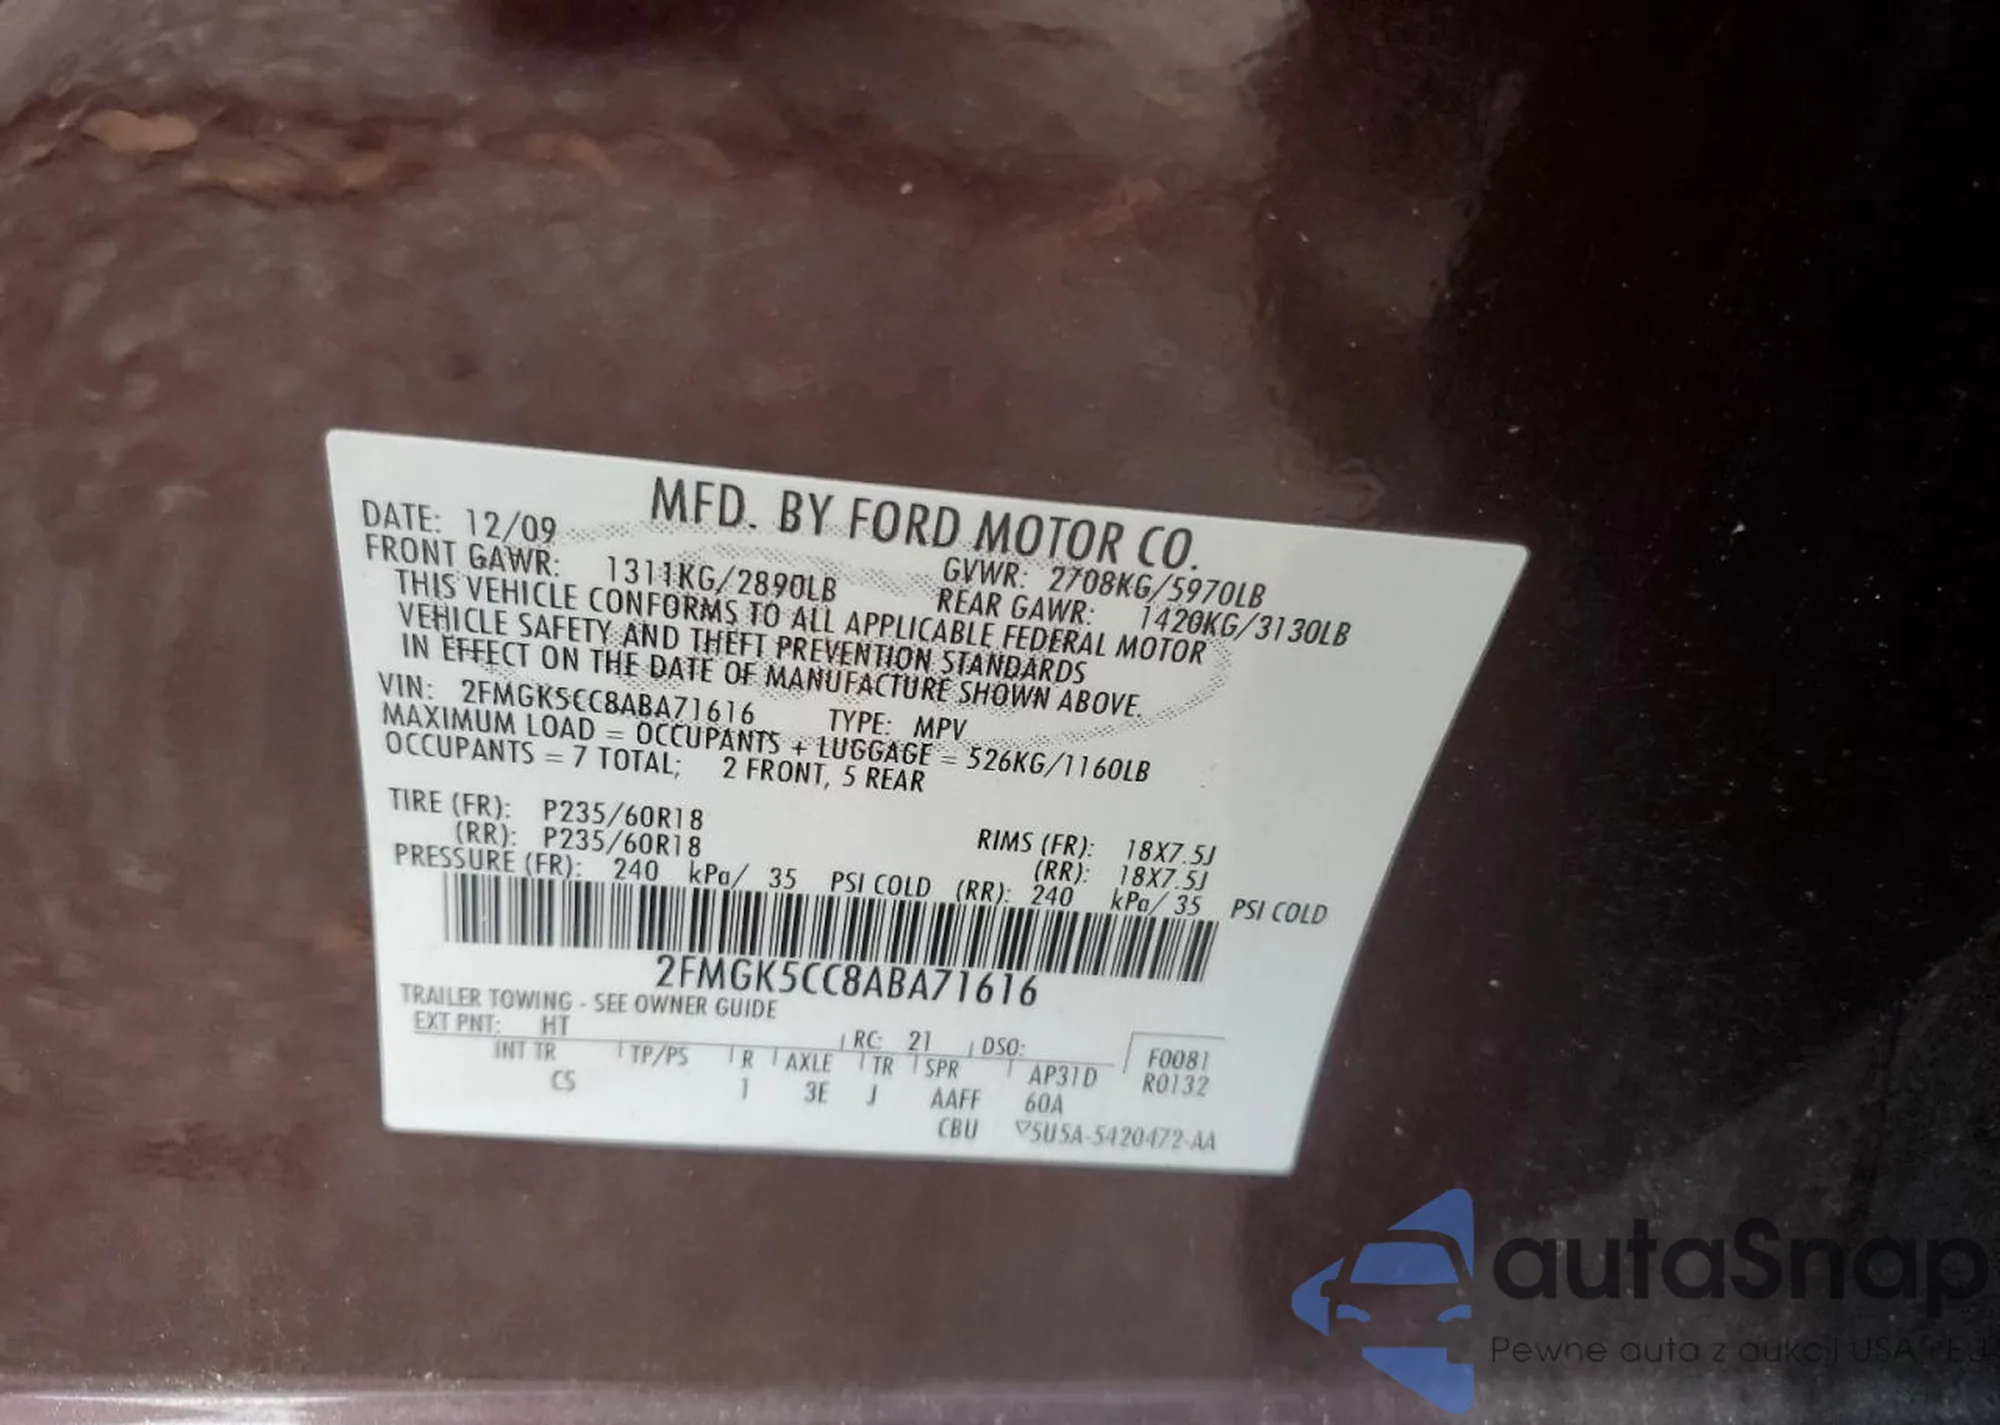 MFD. BY FORD MOTOR CO.
DATE: 12/09
GVWR: 2708KG/5970LB
FRONT GAWR: 1311KG/2890LB
REAR GAWR: 1420KG/3130LB
THIS VEHICLE CONFORMS TO ALL APPLICABLE FEDERAL MOTOR
VEHICLE SAFETY AND THEFT PREVENTION STANDARDS
IN EFFECT ON THE DATE OF MANUFACTURE SHOWN ABOVE.
VIN: 2FMGK5CC8ABA71616 TYPE: MPV
MAXIMUM LOAD = OCCUPANTS + LUGGAGE = 526KG/1160LB
OCCUPANTS = 7 TOTAL; 2 FRONT, 5 REAR
TIRE (FR): P235/60R18 RIMS (FR): 18X7.5J
(RR): P235/60R18 (RR): 18X7.5J
PRESSURE (FR): 240 kPa/ 35 PSI COLD (RR): 240 kPa/ 35 PSI COLD
2FMGK5CC8ABA71616
TRAILER TOWING - SEE OWNER GUIDE
EXT PNT: HT RC: 21 DSO: F0081
INT TR TP/PS R AXLE TR SPR AP31D R0132
CS 1 3E J AAFF 60A
CBU ▽5U5A-5420472-AA
autaSnap
Pewne auta z aukcji USA i EU